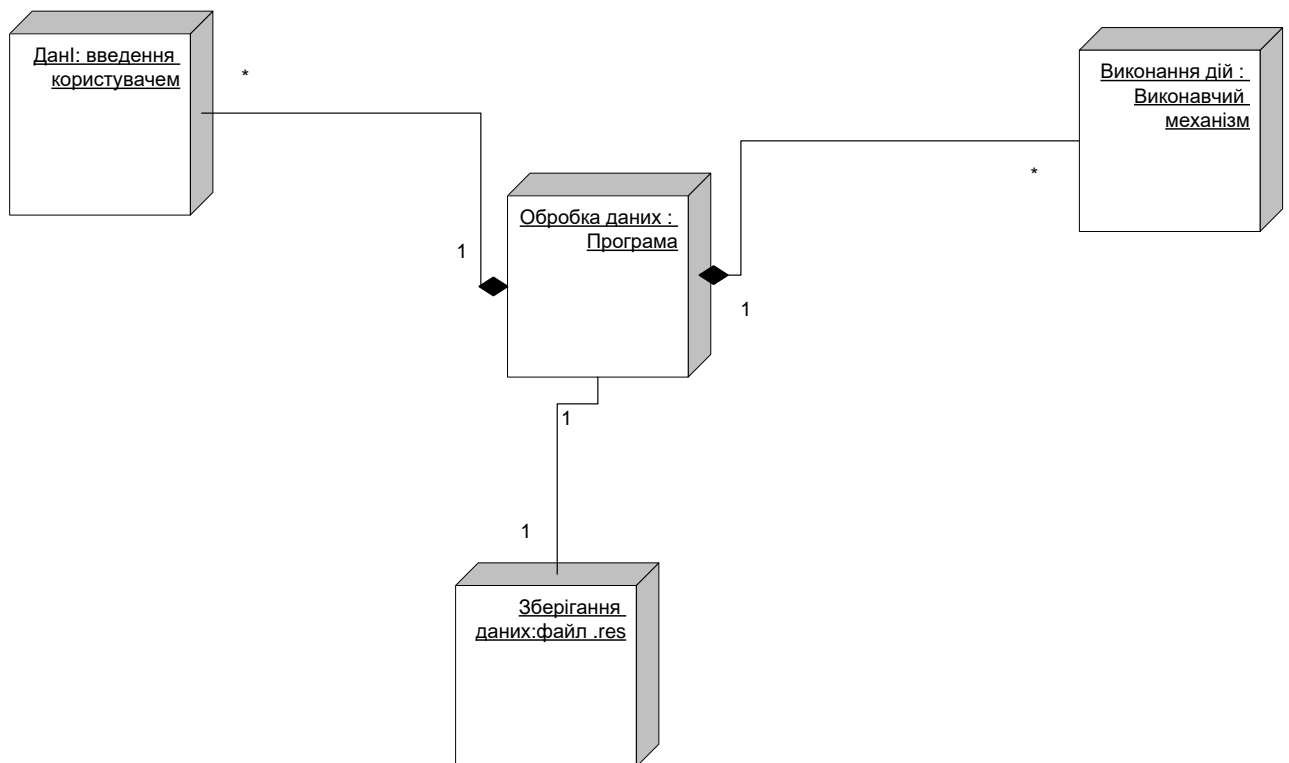 ДанІ: введення
користувачем
*
Виконання дій :
Виконавчий
механізм
*
Обробка даних :
Програма
1
1
1
1
Зберігання
даних:файл .res